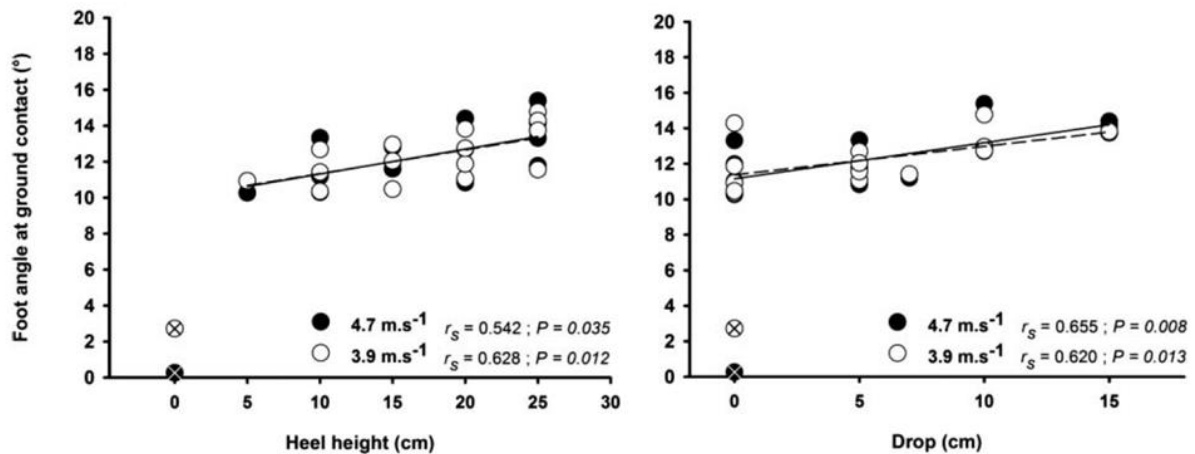 Foot angle at ground contact (°)
20
18
16
14
12
10
8
6
4
2
0
4.7 m.s⁻¹ rₛ = 0.542 ; P = 0.035
3.9 m.s⁻¹ rₛ = 0.628 ; P = 0.012
0 5 10 15 20 25 30
Heel height (cm)
20
18
16
14
12
10
8
6
4
2
0
4.7 m.s⁻¹ rₛ = 0.655 ; P = 0.008
3.9 m.s⁻¹ rₛ = 0.620 ; P = 0.013
0 5 10 15
Drop (cm)